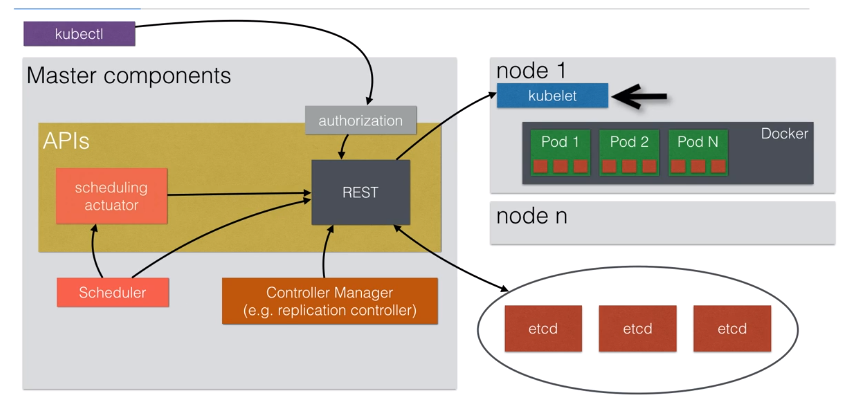 kubectl
Master components
authorization
APIs
scheduling
actuator
REST
Scheduler
Controller Manager
(e.g. replication controller)
node 1
kubelet
Docker
Pod 1
Pod 2
Pod N
node n
etcd
etcd
etcd